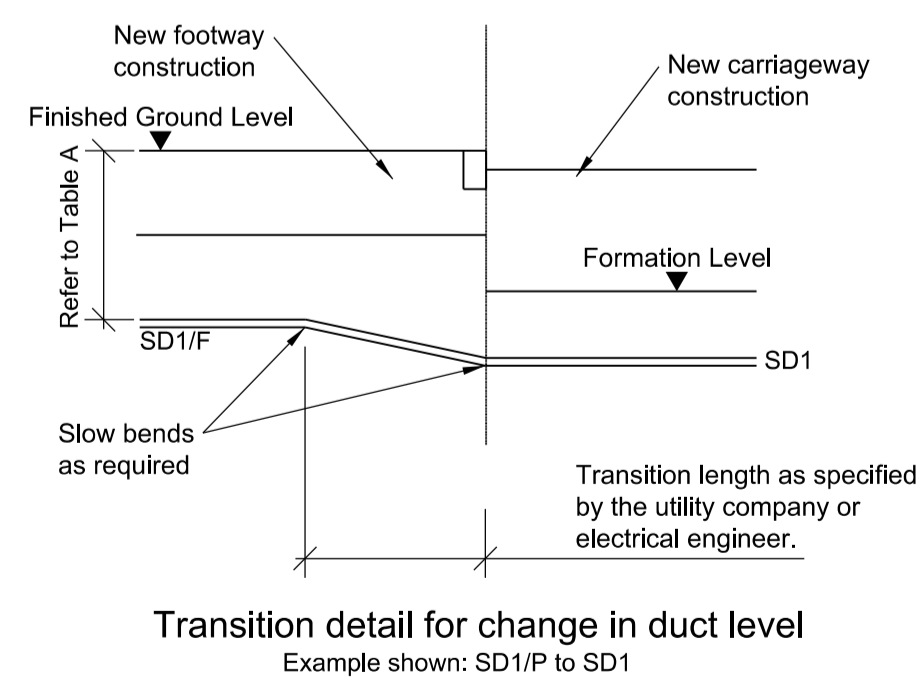 New footway
construction
New carriageway
construction
Finished Ground Level
Refer to Table A
Formation Level
SD1/F
SD1
Slow bends
as required
Transition length as specified
by the utility company or
electrical engineer.
Transition detail for change in duct level
Example shown: SD1/P to SD1